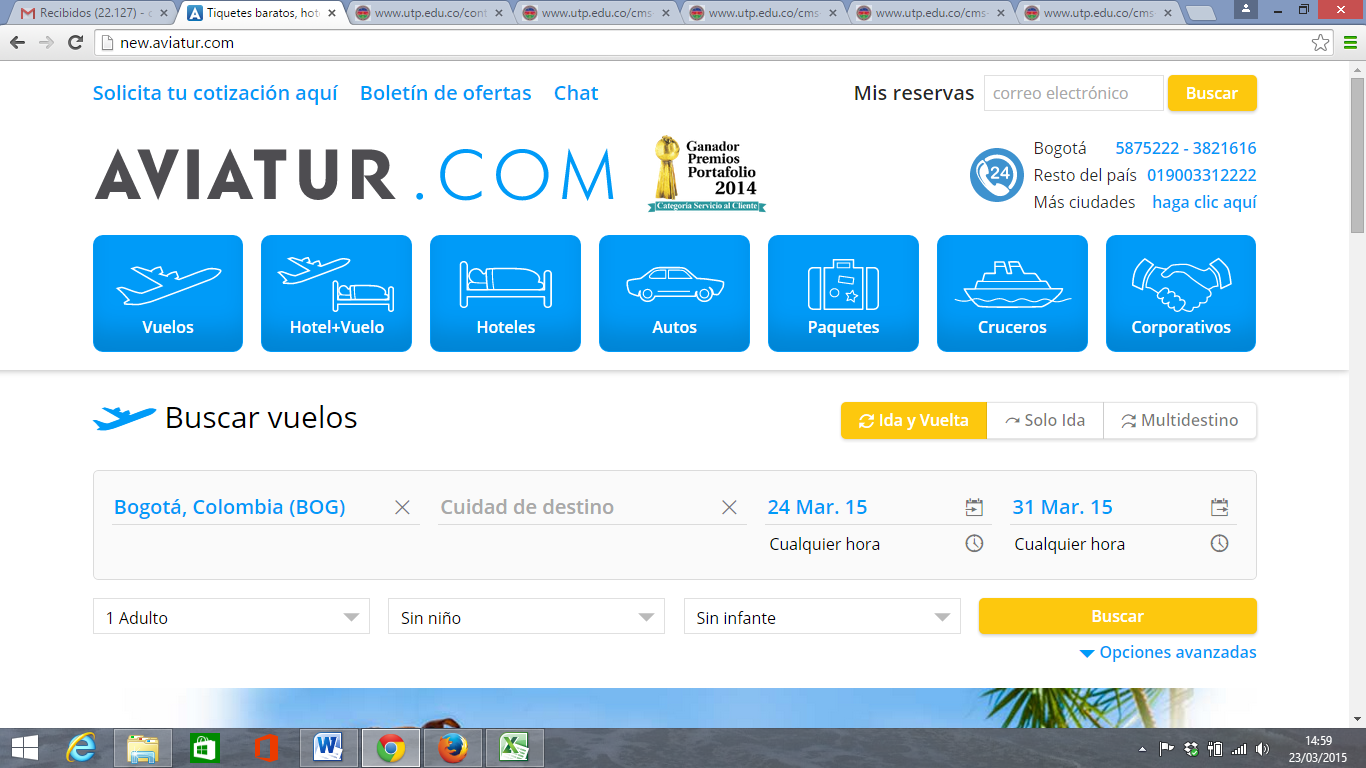 Recibidos (22.127) - c
Tiquetes baratos, hote
www.utp.edu.co/cont
www.utp.edu.co/cms-
www.utp.edu.co/cms-
www.utp.edu.co/cms-
www.utp.edu.co/cms-
new.aviatur.com
Solicita tu cotización aquí Boletín de ofertas Chat
Mis reservas correo electrónico Buscar
AVIATUR.COM
Ganador
Premios
Portafolio
2014
Categoría Servicio al Cliente
24
Bogotá 5875222 - 3821616
Resto del país 019003312222
Más ciudades haga clic aquí
Vuelos Hotel+Vuelo Hoteles Autos Paquetes Cruceros Corporativos
Buscar vuelos
Ida y Vuelta Solo Ida Multidestino
Bogotá, Colombia (BOG) Cuidad de destino 24 Mar. 15 31 Mar. 15
Cualquier hora Cualquier hora
1 Adulto Sin niño Sin infante Buscar
Opciones avanzadas
14:59
23/03/2015